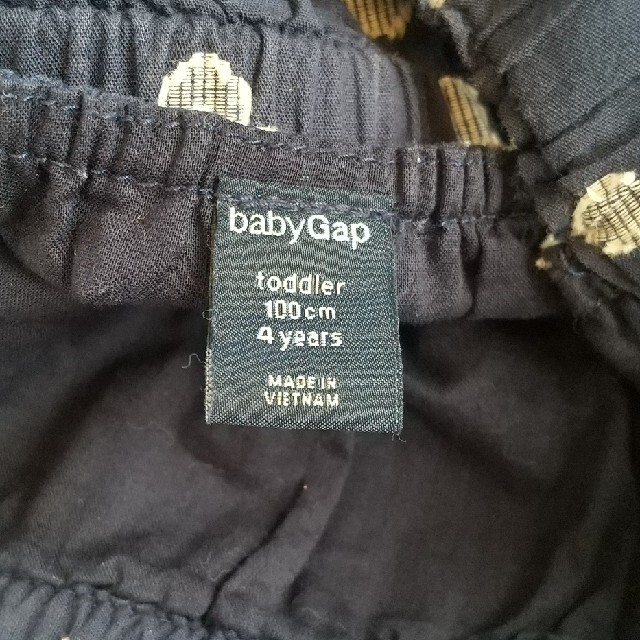 babyGap
toddler
100cm
4 years
MADE IN
VIETNAM